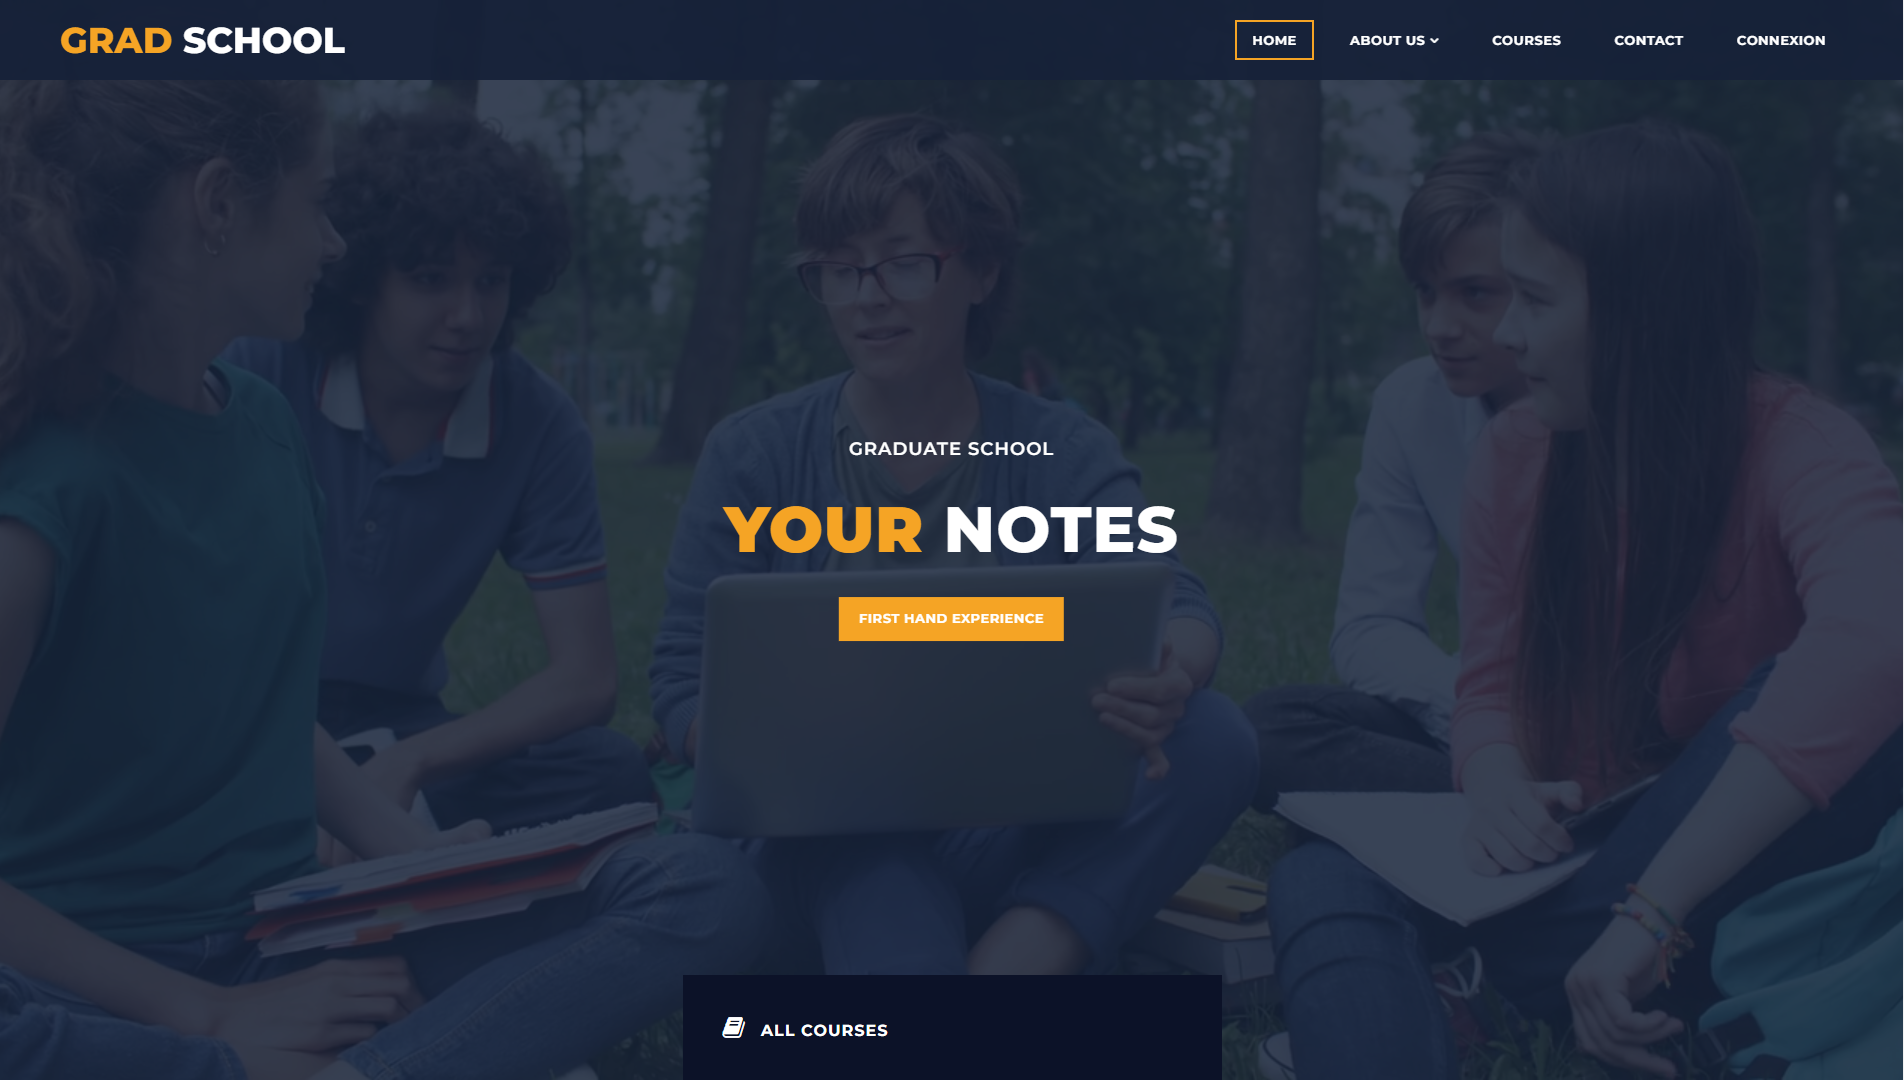 GRAD SCHOOL
HOME
ABOUT US
COURSES
CONTACT
CONNEXION
GRADUATE SCHOOL
YOUR NOTES
FIRST HAND EXPERIENCE
ALL COURSES